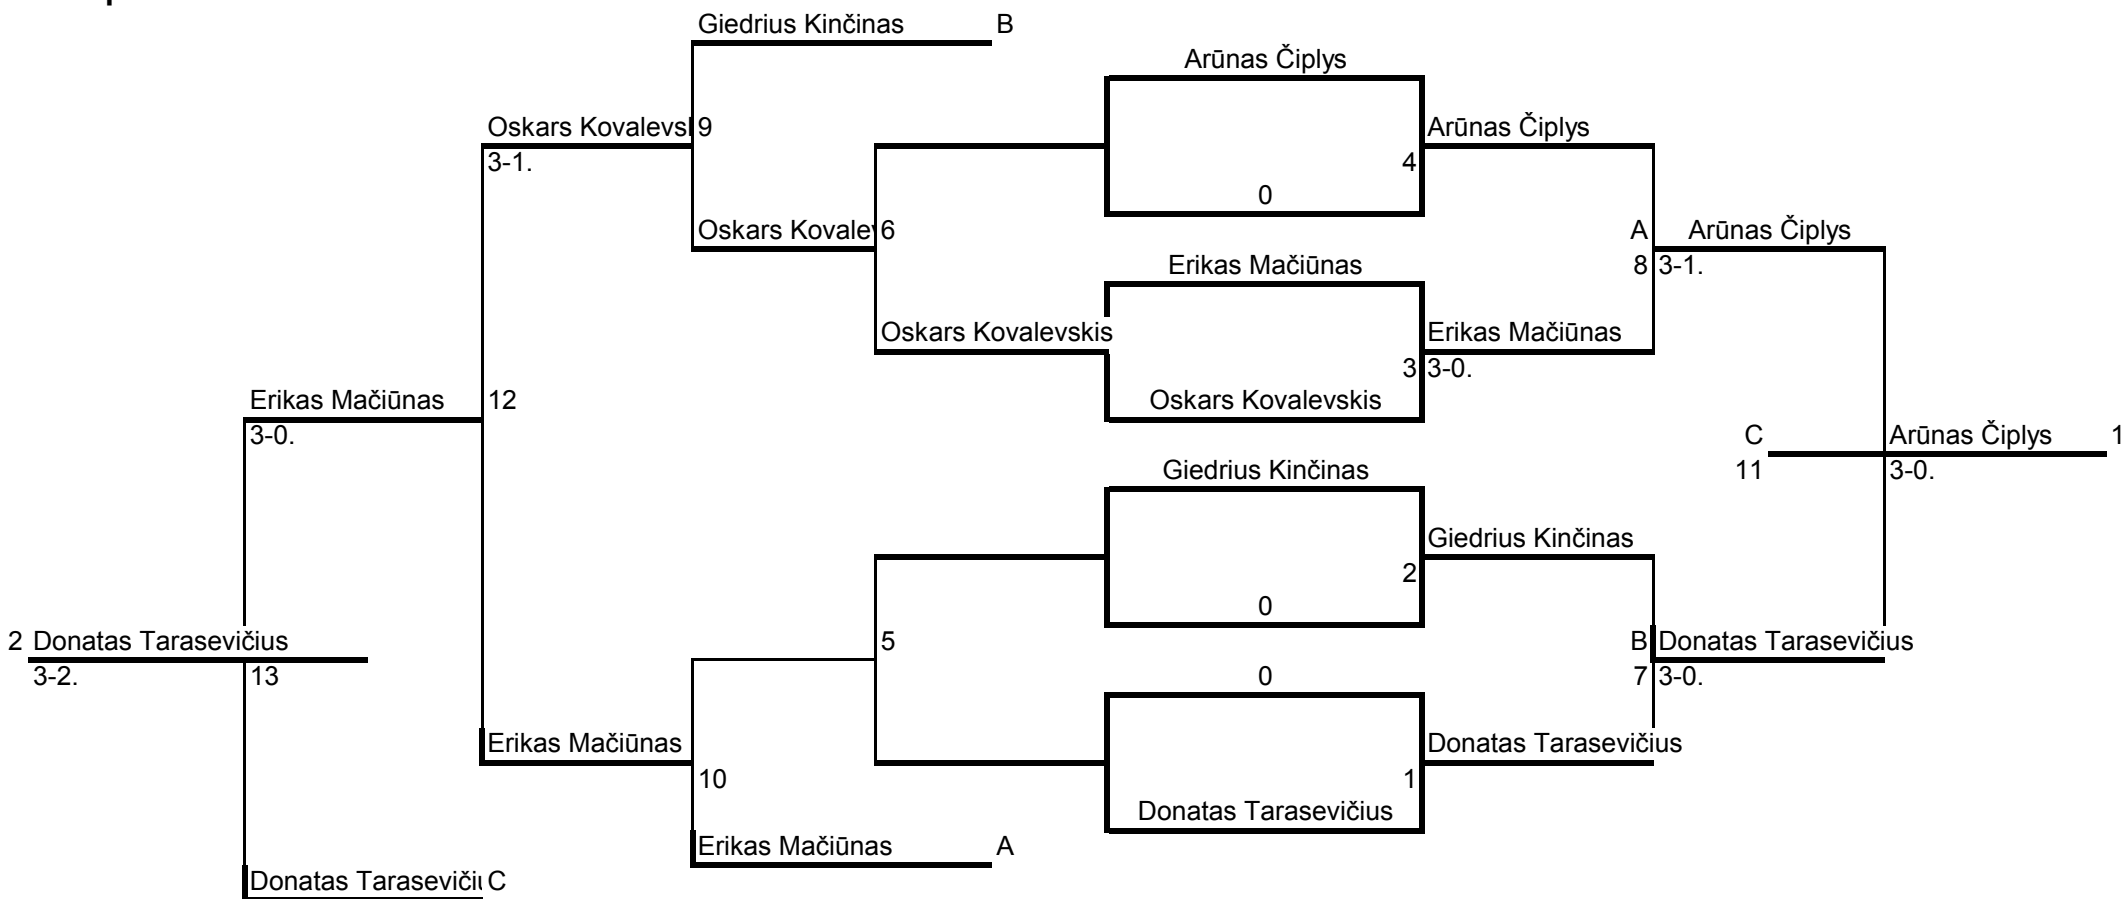 Giedrius Kinčinas B
Arūnas Čiplys
Oskars Kovalevsl 9
Arūnas Čiplys
3-1.
4
0
Oskars Kovalev 6
A Arūnas Čiplys
Erikas Mačiūnas
8 3-1.
Oskars Kovalevskis
Erikas Mačiūnas
3 3-0.
Erikas Mačiūnas 12
Oskars Kovalevskis
3-0.
C Arūnas Čiplys 1
Giedrius Kinčinas
11 3-0.
Giedrius Kinčinas
2
0
2 Donatas Tarasevičius
5
B Donatas Tarasevičius
3-2. 13
0
7 3-0.
Erikas Mačiūnas
Donatas Tarasevičius
10
1
Donatas Tarasevičius
Erikas Mačiūnas A
Donatas Tarasevičiu C